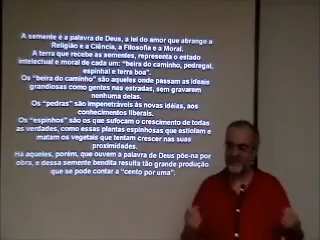 A semente é a palavra de Deus, a lei do amor que abrange a
Religião e a Ciência, a Filosofia e a Moral.
A terra que recebe as sementes, representa o estado
intelectual e moral de cada um: “beira do caminho, pedregal,
espinhal e terra boa”.
Os “beira do caminho” são aqueles onde passam as ideais
grandiosas como gentes nas estradas, sem gravarem
nenhuma delas.
Os “pedras” são impenetráveis às novas idéias, aos
conhecimentos liberais.
Os “espinhos” são os que sufocam o crescimento de todas
as verdades, como essas plantas espinhosas que estiolam e
matam os vegetais que tentam crescer nas suas
proximidades.
Há aqueles, porém, que ouvem a palavra de Deus põe-na por
obra, e dessa semente bendita resulta tão grande produção
que se pode contar a “cento por uma”.